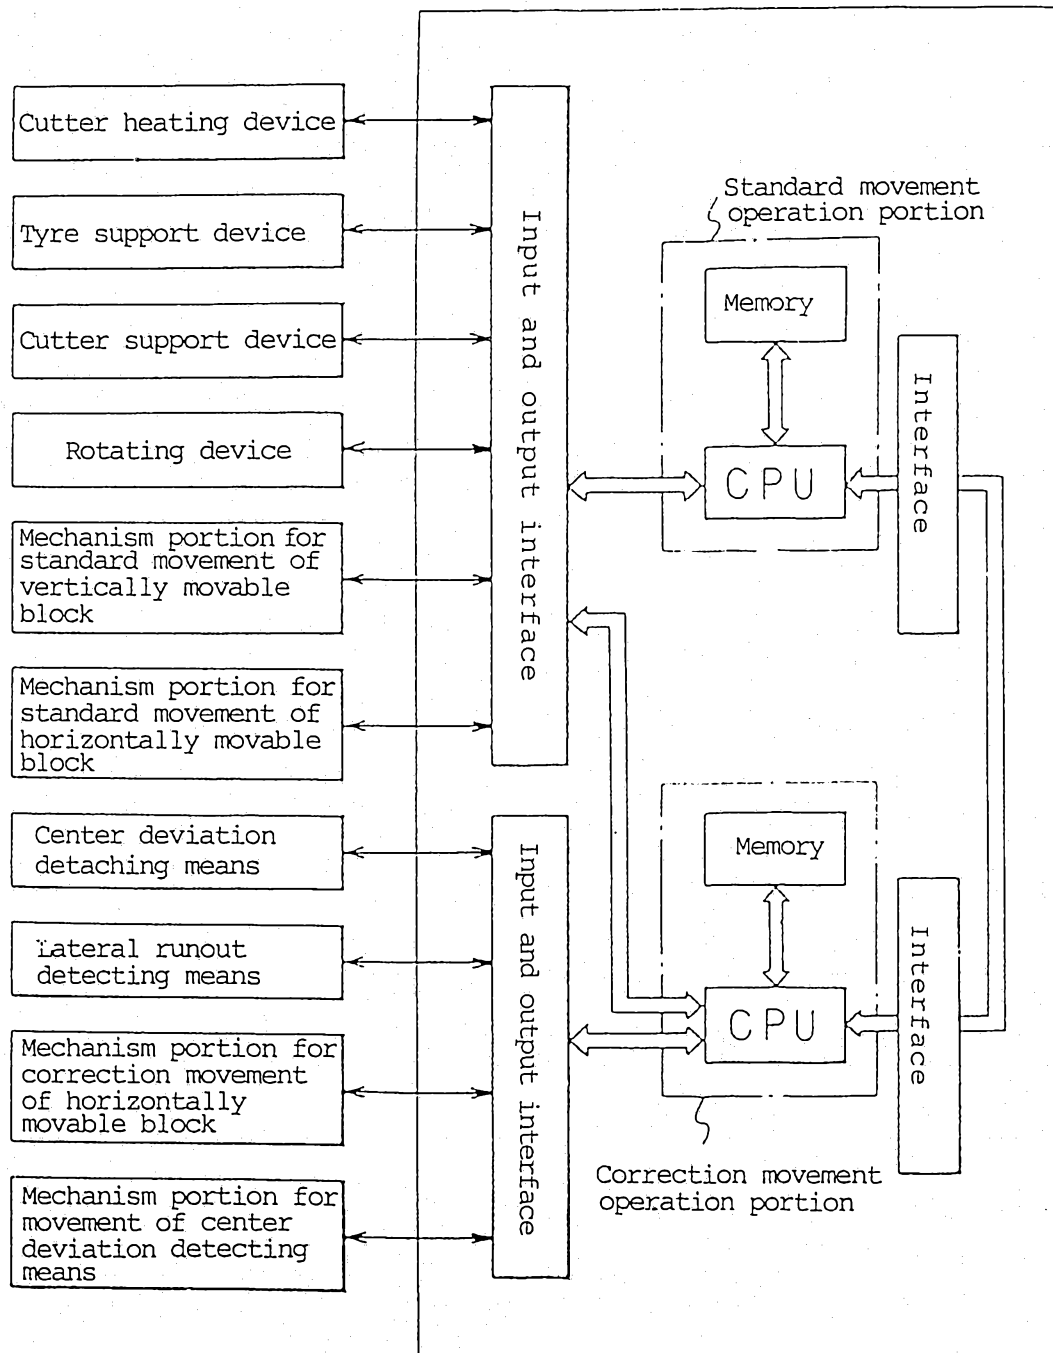 Cutter heating device
Tyre support device
Cutter support device
Rotating device
Mechanism portion for
standard movement of
vertically movable
block
Mechanism portion for
standard movement of
horizontally movable
block
Center deviation
detaching means
Lateral runout
detecting means
Mechanism portion for
correction movement
of horizontally
movable block
Mechanism portion for
movement of center
deviation detecting
means
Input and output interface
Input and output interface
Standard movement
operation portion
Memory
CPU
Interface
Memory
CPU
Interface
Correction movement
operation portion